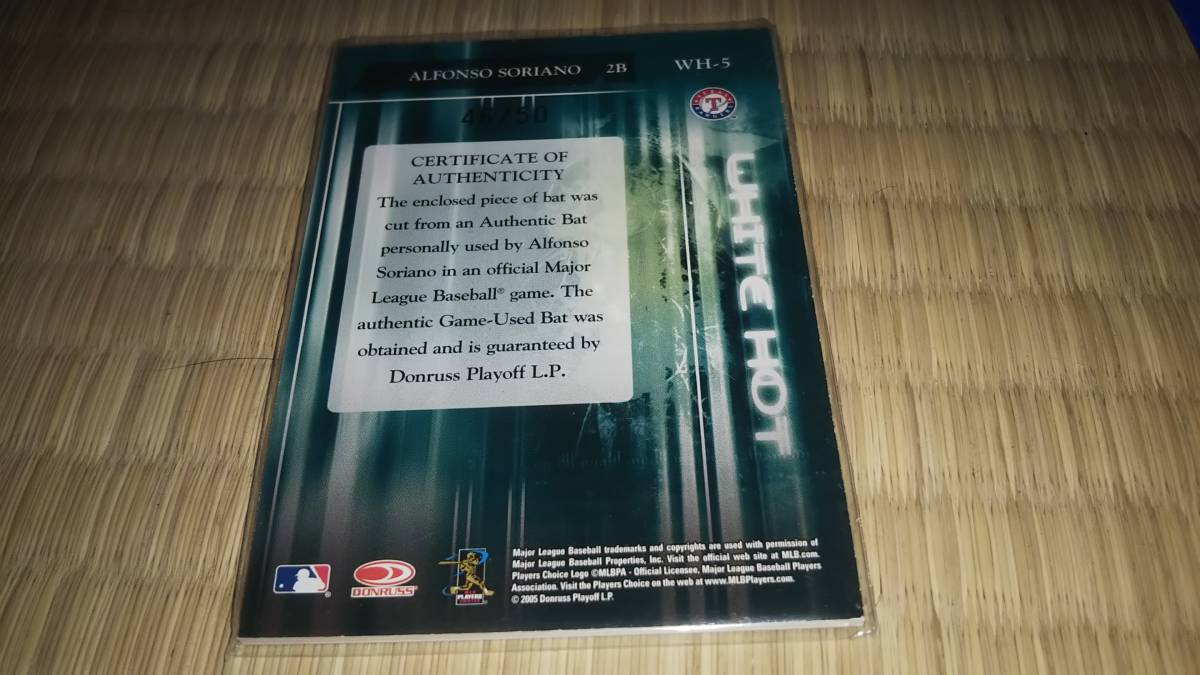 ALFONSO SORIANO 2B WH-5
/50
T
CERTIFICATE OF
AUTHENTICITY
The enclosed piece of bat was
cut from an Authentic Bat
personally used by Alfonso
Soriano in an official Major
League Baseball® game. The
authentic Game-Used Bat was
obtained and is guaranteed by
Donruss Playoff L.P.
WHITE HOT
DONRUSS
PLAYERS
Major League Baseball trademarks and copyrights are used with permission of
Major League Baseball Properties, Inc. Visit the official web site at MLB.com.
Players Choice Logo ©MLBPA - Official Licensee, Major League Baseball Players
Association. Visit the Players Choice on the web at www.MLBPlayers.com.
© 2005 Donruss Playoff L.P.